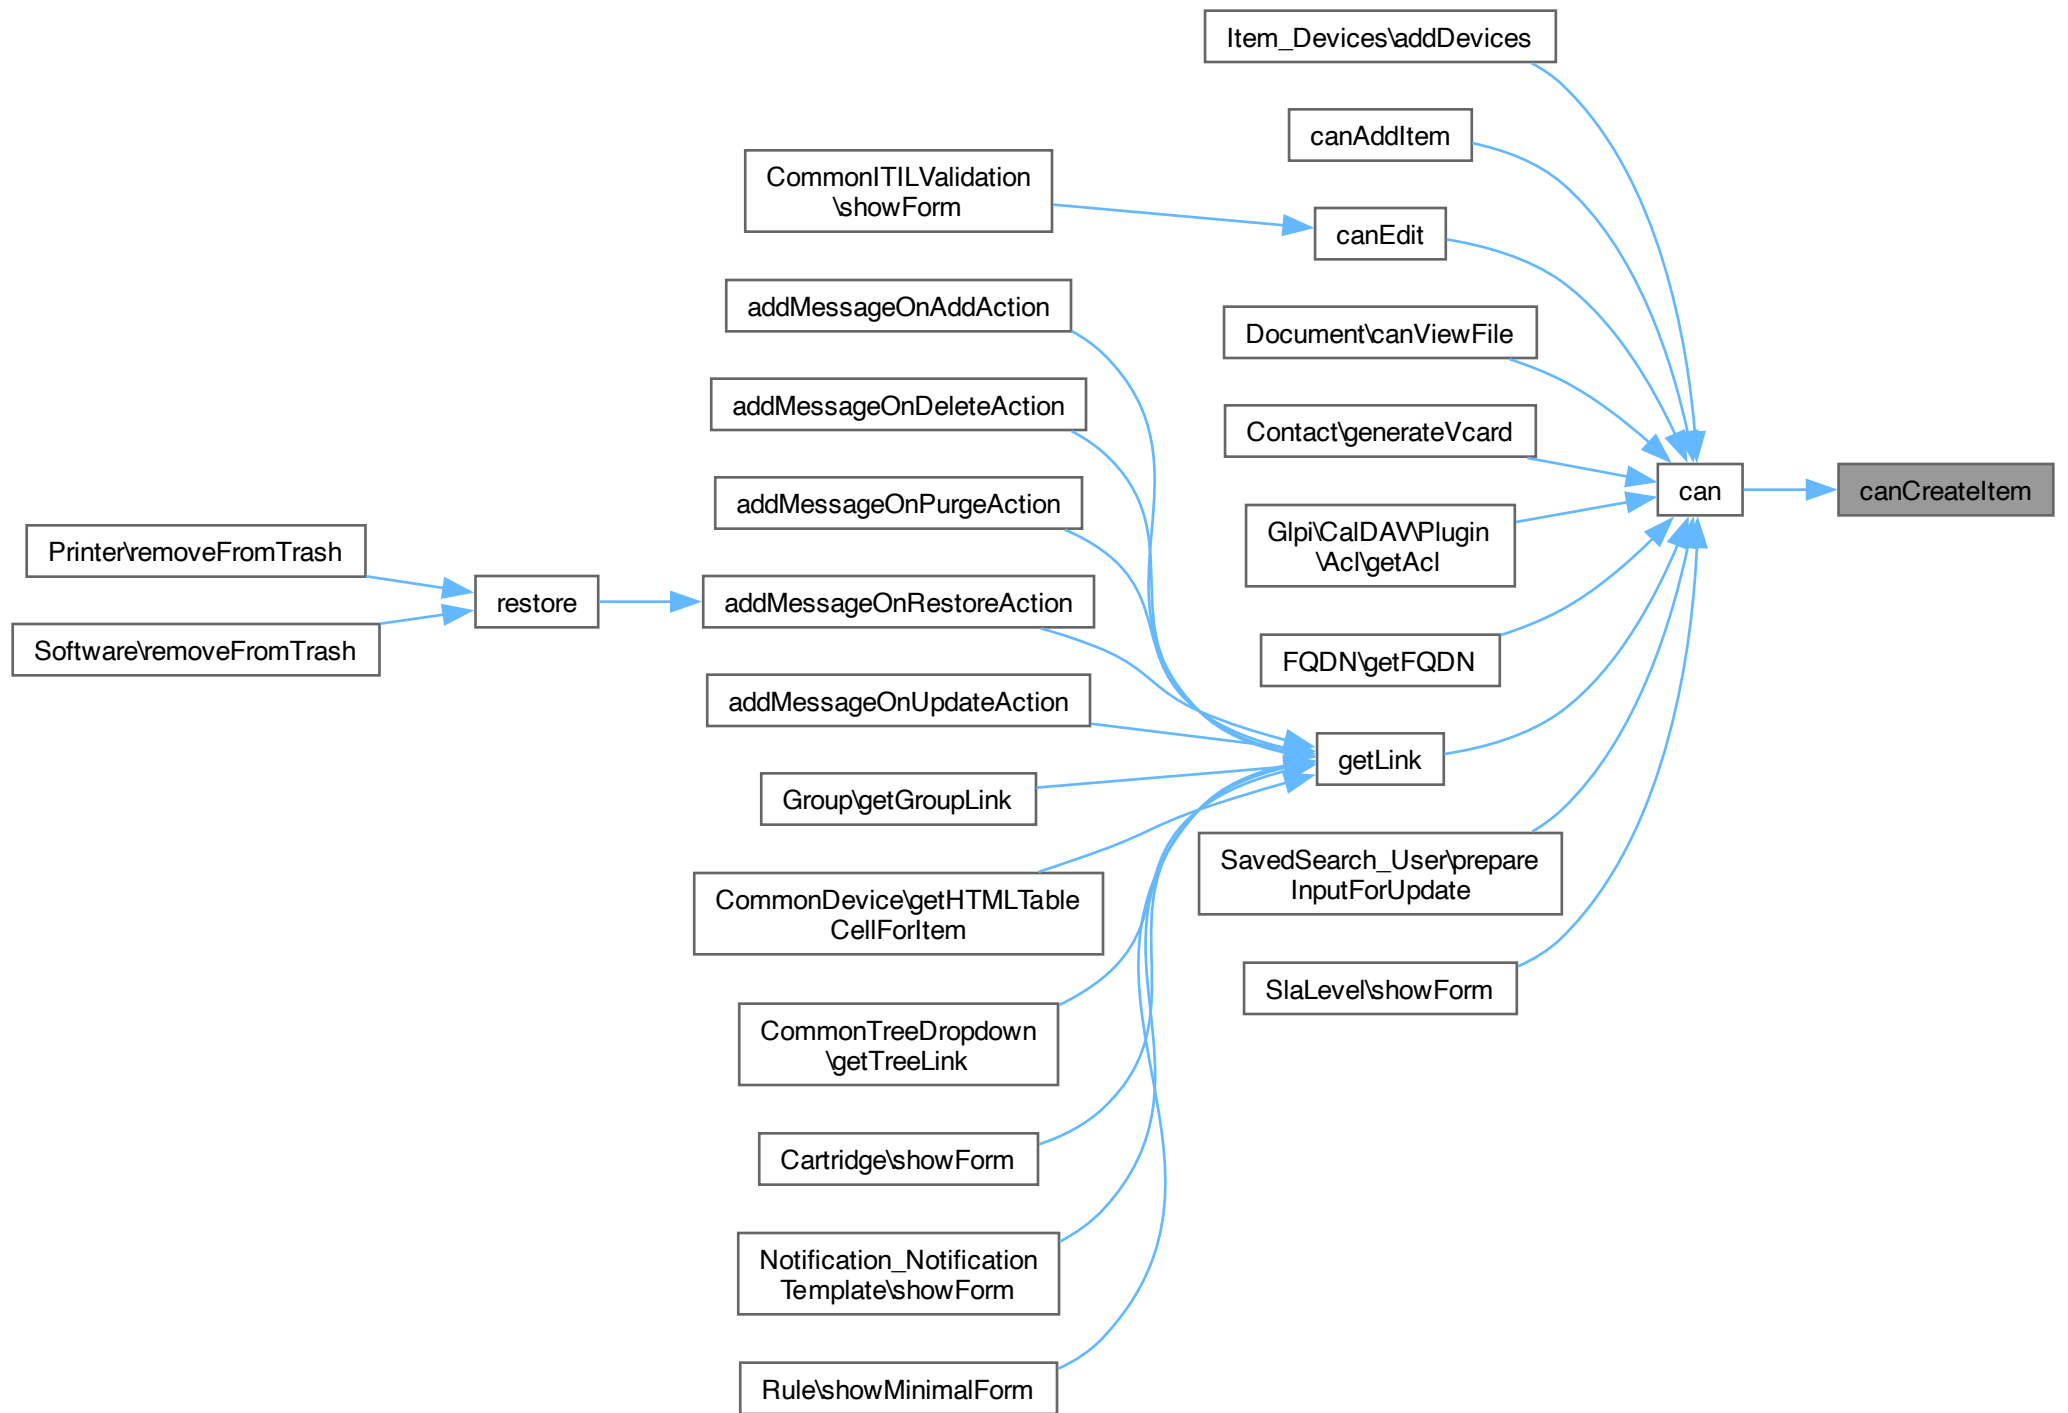 Item_Devices\addDevices
canAddItem
CommonITILValidation
\showForm
canEdit
addMessageOnAddAction
Document\canViewFile
addMessageOnDeleteAction
Contact\generateVcard
addMessageOnPurgeAction
can
canCreateItem
Glpi\CalDAV\Plugin
\Acl\getAcl
Printer\removeFromTrash
restore
addMessageOnRestoreAction
Software\removeFromTrash
FQDN\getFQDN
addMessageOnUpdateAction
getLink
Group\getGroupLink
SavedSearch_User\prepare
InputForUpdate
CommonDevice\getHTMLTable
CellForItem
SlaLevel\showForm
CommonTreeDropdown
\getTreeLink
Cartridge\showForm
Notification_Notification
Template\showForm
Rule\showMinimalForm